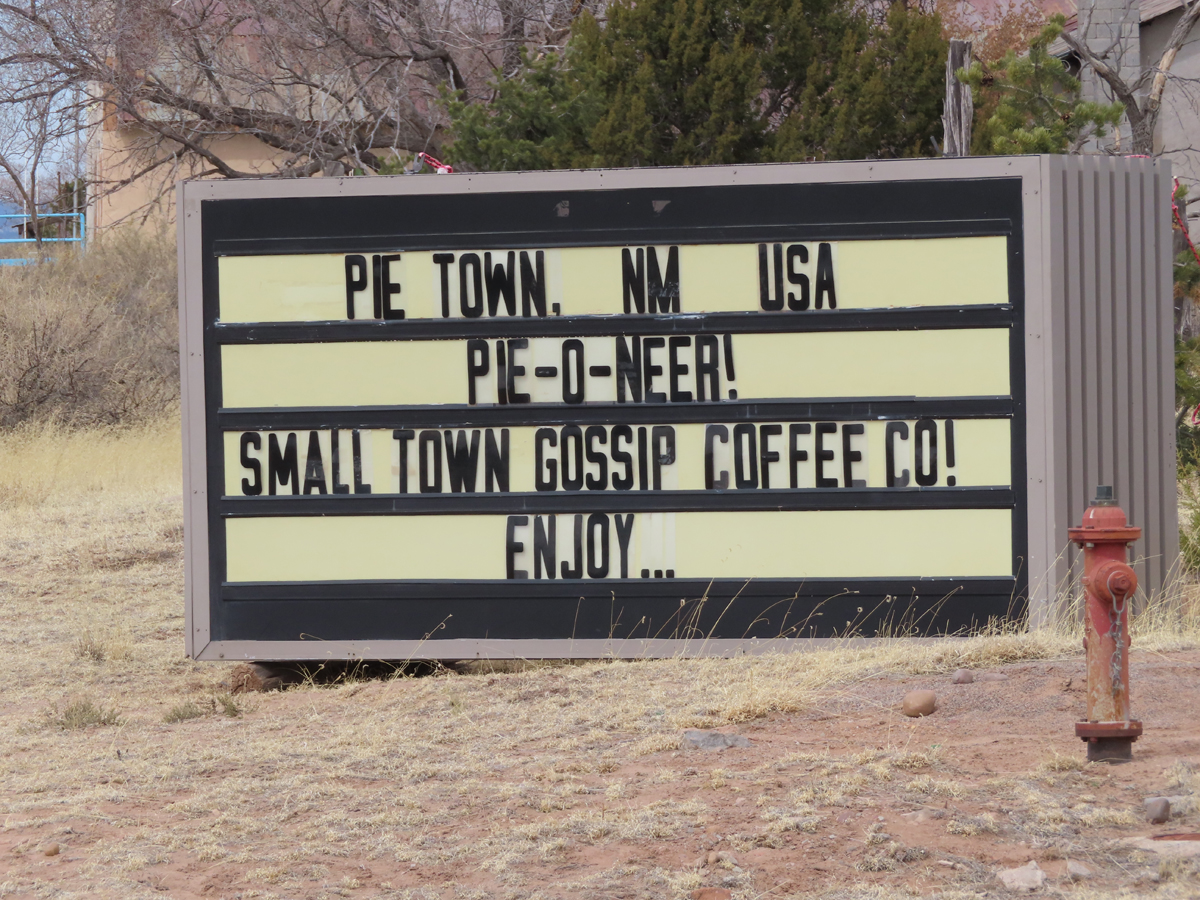 PIE TOWN, NM USA
PIE-O-NEER!
SMALL TOWN GOSSIP COFFEE CO!
ENJOY...